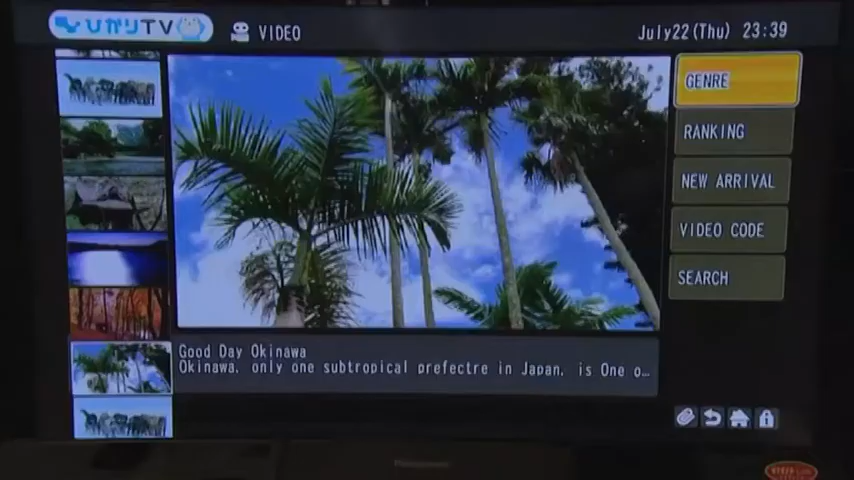 ひかりTV
VIDEO
July22(Thu) 23:39
GENRE
RANKING
NEW ARRIVAL
VIDEO CODE
SEARCH
Good Day Okinawa
Okinawa, only one subtropical prefectre in Japan, is One o…